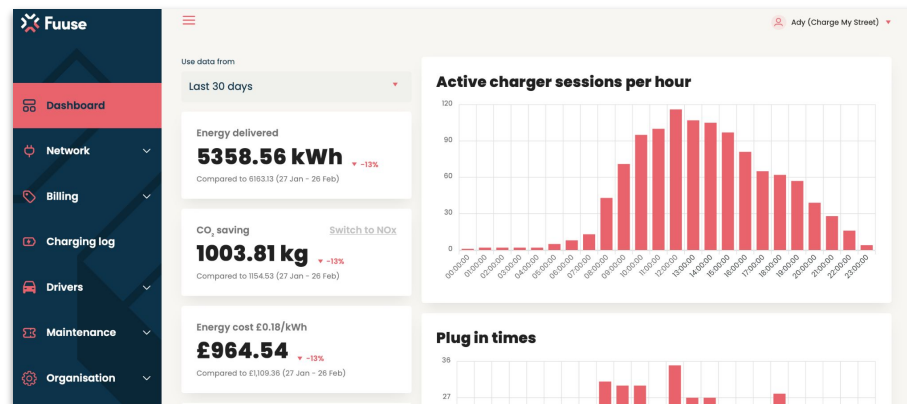 Fuuse
Ady (Charge My Street)
Dashboard
Network
Billing
Charging log
Drivers
Maintenance
Organisation
Use data from
Last 30 days
Energy delivered
5358.56 kWh
-13%
Compared to 6163.13 (27 Jan - 26 Feb)
CO₂ saving
Switch to NOx
1003.81 kg
-13%
Compared to 1154.53 (27 Jan - 26 Feb)
Energy cost £0.18/kWh
£964.54
-13%
Compared to £1,109.36 (27 Jan - 26 Feb)
Active charger sessions per hour
120
90
60
30
0
00:00:00
01:00:00
02:00:00
03:00:00
04:00:00
05:00:00
06:00:00
07:00:00
08:00:00
09:00:00
10:00:00
11:00:00
12:00:00
13:00:00
14:00:00
15:00:00
16:00:00
17:00:00
18:00:00
19:00:00
20:00:00
21:00:00
22:00:00
23:00:00
Plug in times
36
27